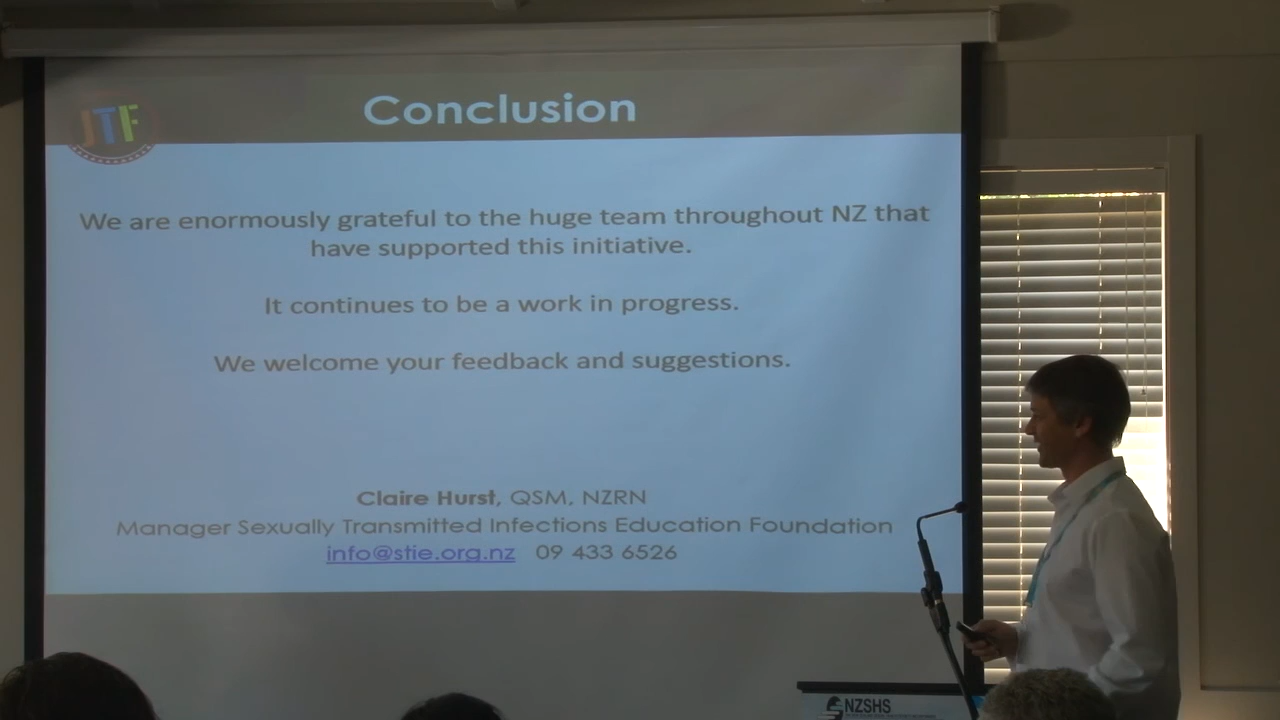 JTF
Conclusion
We are enormously grateful to the huge team throughout NZ that
have supported this initiative.
It continues to be a work in progress.
We welcome your feedback and suggestions.
Claire Hurst, QSM, NZRN
Manager Sexually Transmitted Infections Education Foundation
info@stie.org.nz 09 433 6526
NZSHS